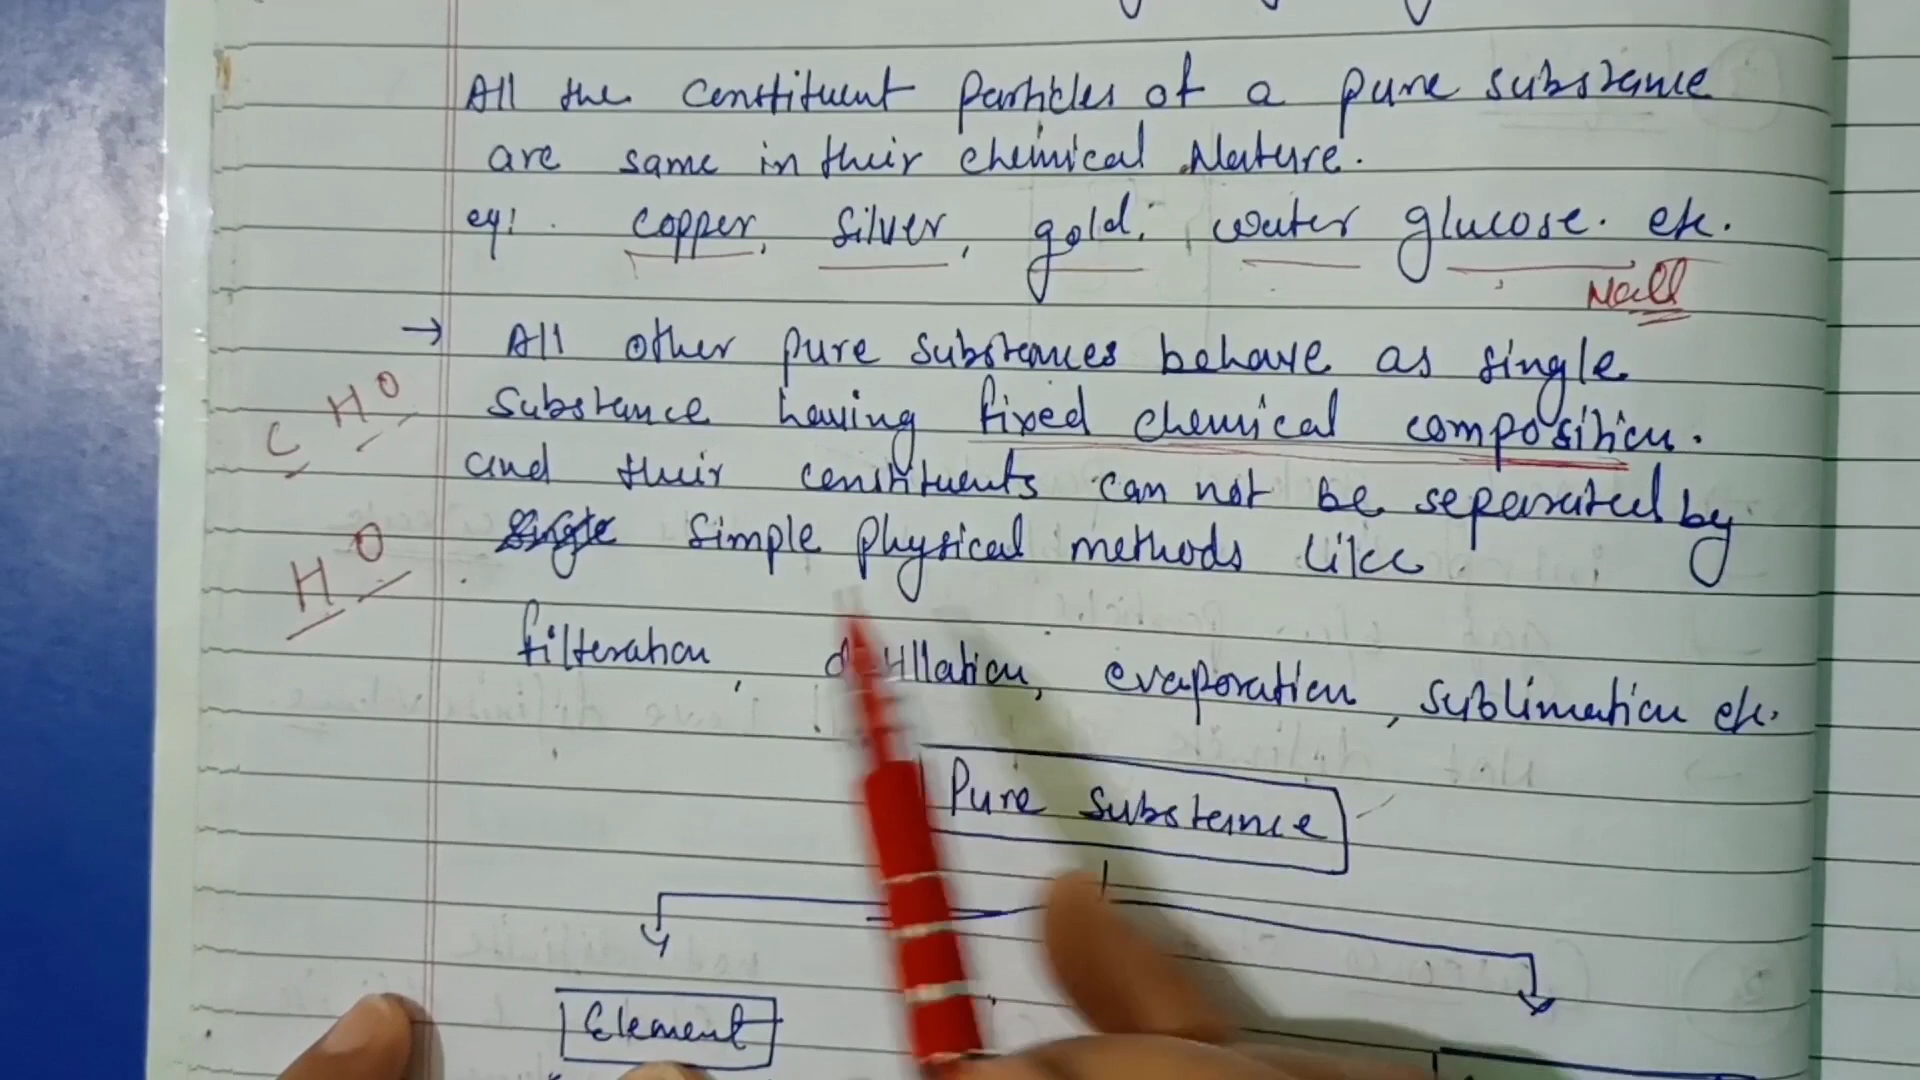 All the constituent particles of a pure substance
are same in their chemical Nature.
eg: copper, silver, gold, water glucose. etc.
NaCl
→ All other pure substances behave as single
C H O
substance having fixed chemical composition.
and their constituents can not be separated by
H O
simple physical methods like
filteration, distillation, evaporation, sublimation etc.
Pure substance
Element